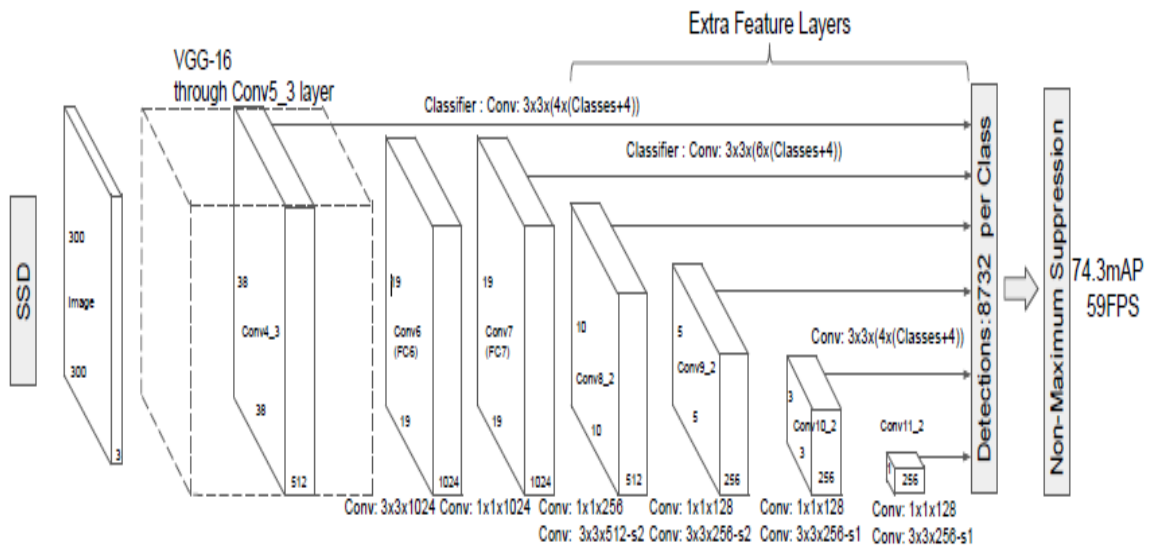 Extra Feature Layers
VGG-16
through Conv5_3 layer
Classifier : Conv: 3x3x(4x(Classes+4))
Classifier : Conv: 3x3x(6x(Classes+4))
SSD
300
Image
300
3
38
Conv4_3
38
512
19
Conv6
(FC6)
19
1024
19
Conv7
(FC7)
19
1024
10
Conv8_2
10
512
5
Conv9_2
5
256
Conv: 3x3x(4x(Classes+4))
3
Conv10_2
3
256
Conv11_2
1
256
Detections:8732 per Class
Non-Maximum Suppression
74.3mAP
59FPS
Conv: 3x3x1024
Conv: 1x1x1024
Conv: 1x1x256
Conv: 3x3x512-s2
Conv: 1x1x128
Conv: 3x3x256-s2
Conv: 1x1x128
Conv: 3x3x256-s1
Conv: 1x1x128
Conv: 3x3x256-s1